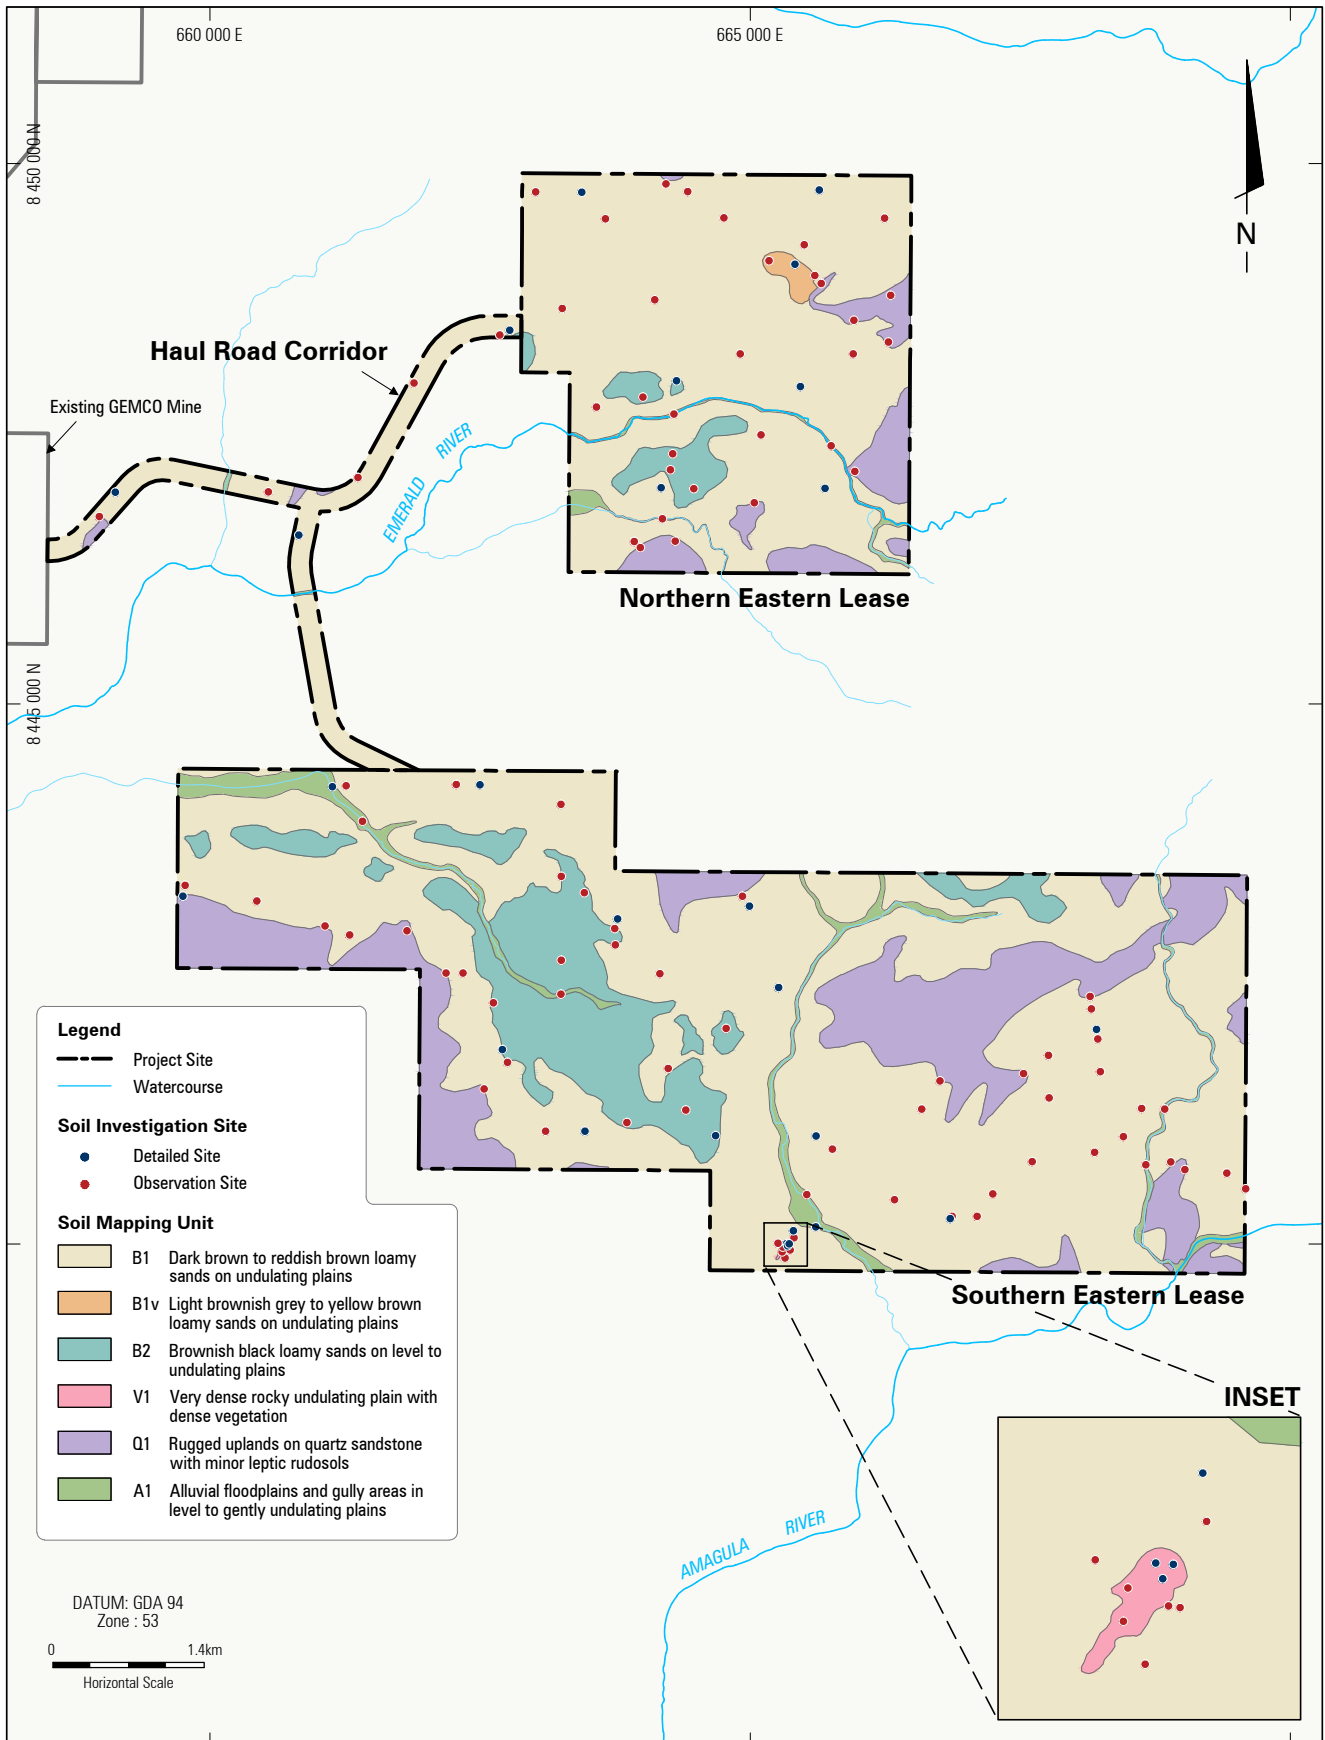 660 000 E
665 000 E
8 450 000 N
N
Haul Road Corridor
Existing GEMCO Mine
EMERALD RIVER
Northern Eastern Lease
8 445 000 N
Southern Eastern Lease
INSET
AMAGULA RIVER
Legend
Project Site
Watercourse
Soil Investigation Site
Detailed Site
Observation Site
Soil Mapping Unit
B1 Dark brown to reddish brown loamy
sands on undulating plains
B1v Light brownish grey to yellow brown
loamy sands on undulating plains
B2 Brownish black loamy sands on level to
undulating plains
V1 Very dense rocky undulating plain with
dense vegetation
Q1 Rugged uplands on quartz sandstone
with minor leptic rudosols
A1 Alluvial floodplains and gully areas in
level to gently undulating plains
DATUM: GDA 94
Zone : 53
0 1.4km
Horizontal Scale